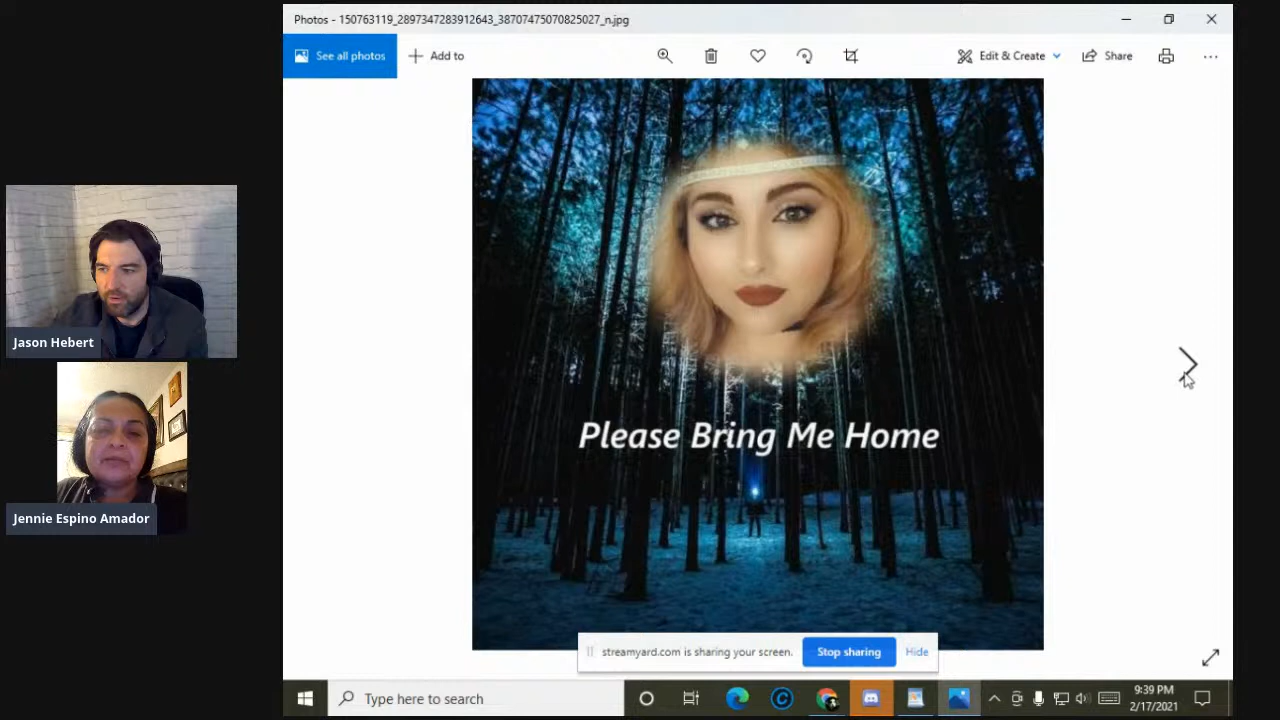 Photos - 150763119_2897347283912643_38707475070825027_n.jpg
See all photos
Add to
Edit & Create
Share
Jason Hebert
Jennie Espino Amador
Please Bring Me Home
streamyard.com is sharing your screen.
Stop sharing
Hide
Type here to search
9:39 PM
2/17/2021